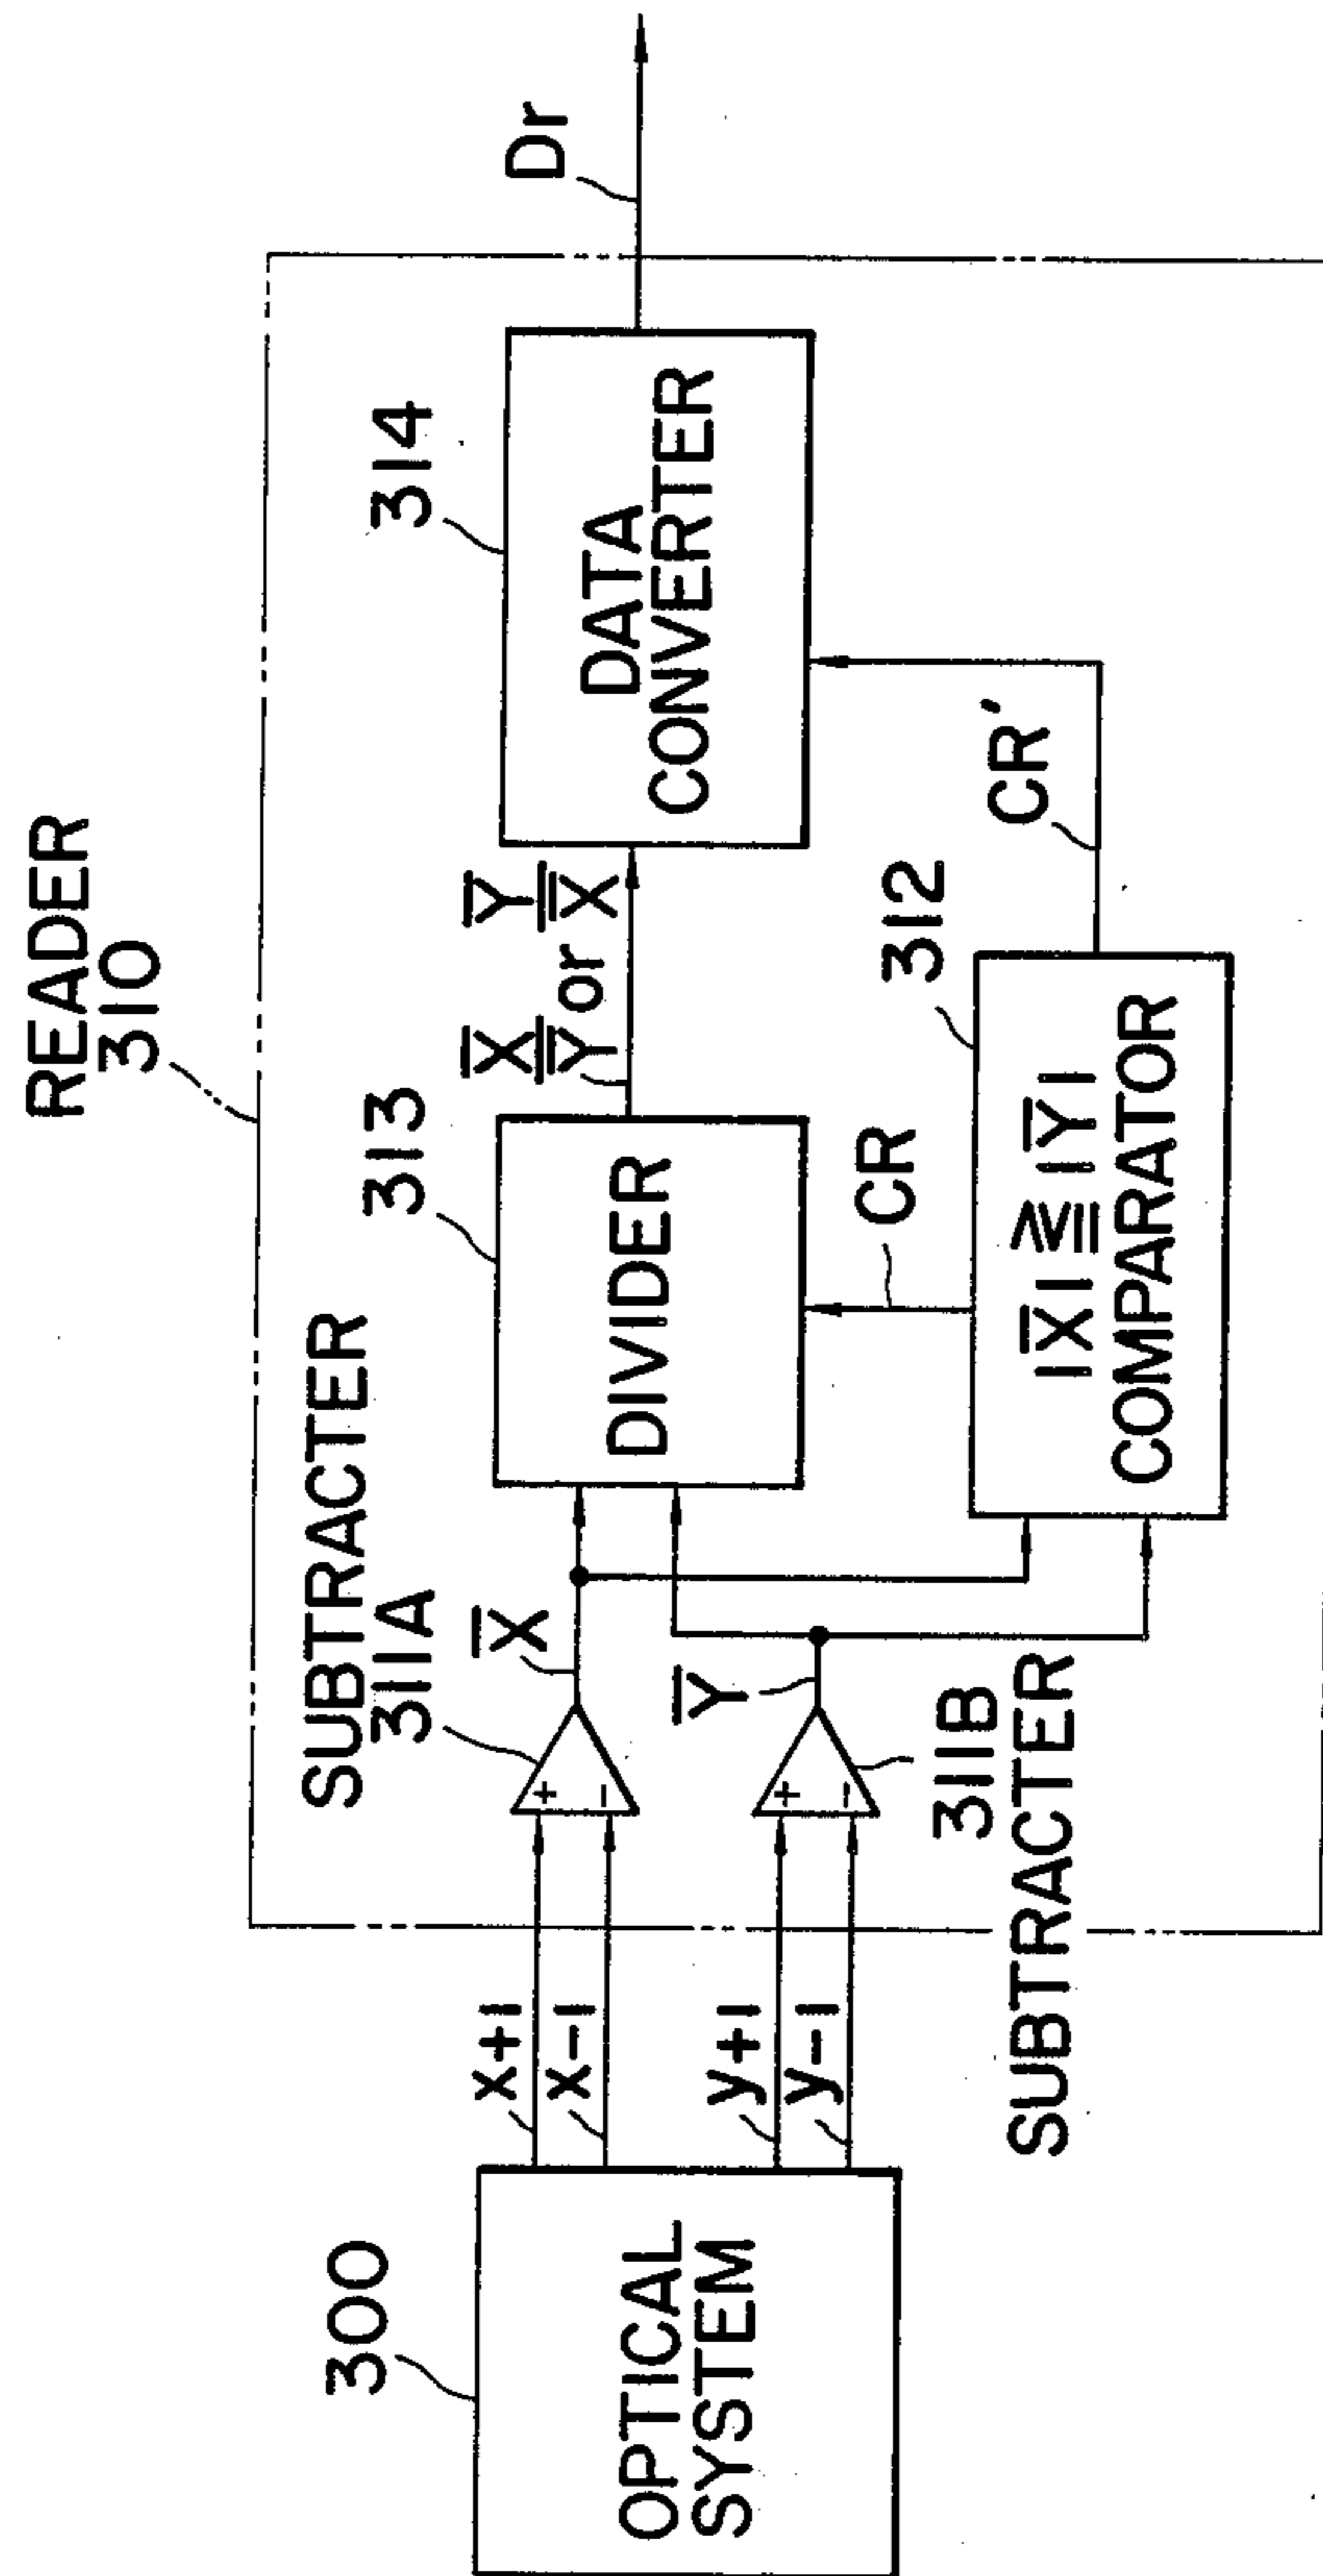 READER
310
SUBTRACTER
311A
313
314
300
OPTICAL
SYSTEM
x+1
x-1
y+1
y-1
+
-
+
-
X̅
Y̅
311B
SUBTRACTER
DIVIDER
X̅/Y̅ or Y̅/X̅
DATA
CONVERTER
Dr
CR
312
|X̅| ≧ |Y̅|
COMPARATOR
CR'